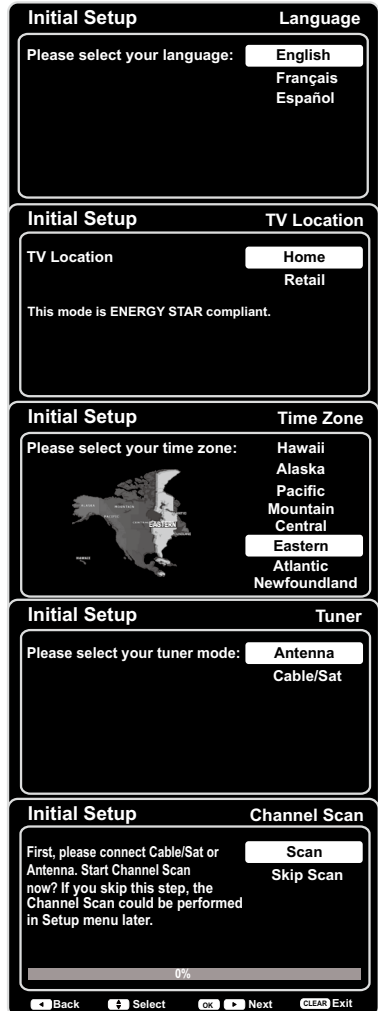 Initial Setup Language
Please select your language: English
Français
Español
Initial Setup TV Location
TV Location Home
Retail
This mode is ENERGY STAR compliant.
Initial Setup Time Zone
Please select your time zone: Hawaii
Alaska
Pacific
Mountain
Central
EASTERN
Eastern
Atlantic
Newfoundland
Initial Setup Tuner
Please select your tuner mode: Antenna
Cable/Sat
Initial Setup Channel Scan
First, please connect Cable/Sat or Scan
Antenna. Start Channel Scan Skip Scan
now? If you skip this step, the
Channel Scan could be performed
in Setup menu later.
0%
Back Select OK Next CLEAR Exit